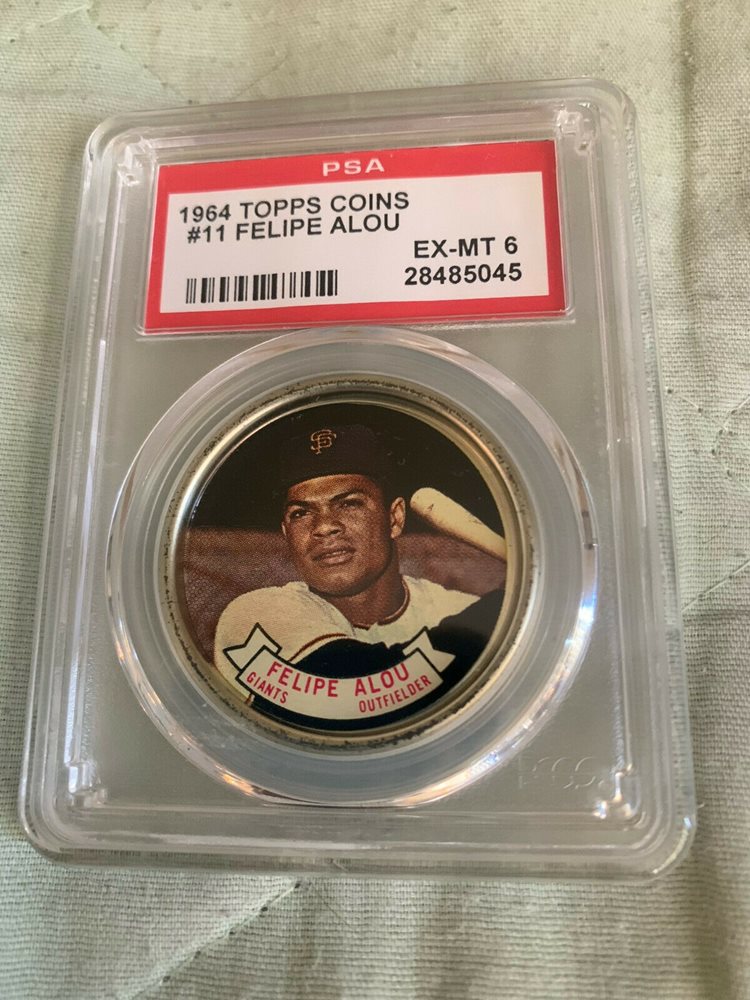 PSA
1964 TOPPS COINS
#11 FELIPE ALOU
EX-MT 6
28485045
SF
FELIPE ALOU
GIANTS
OUTFIELDER